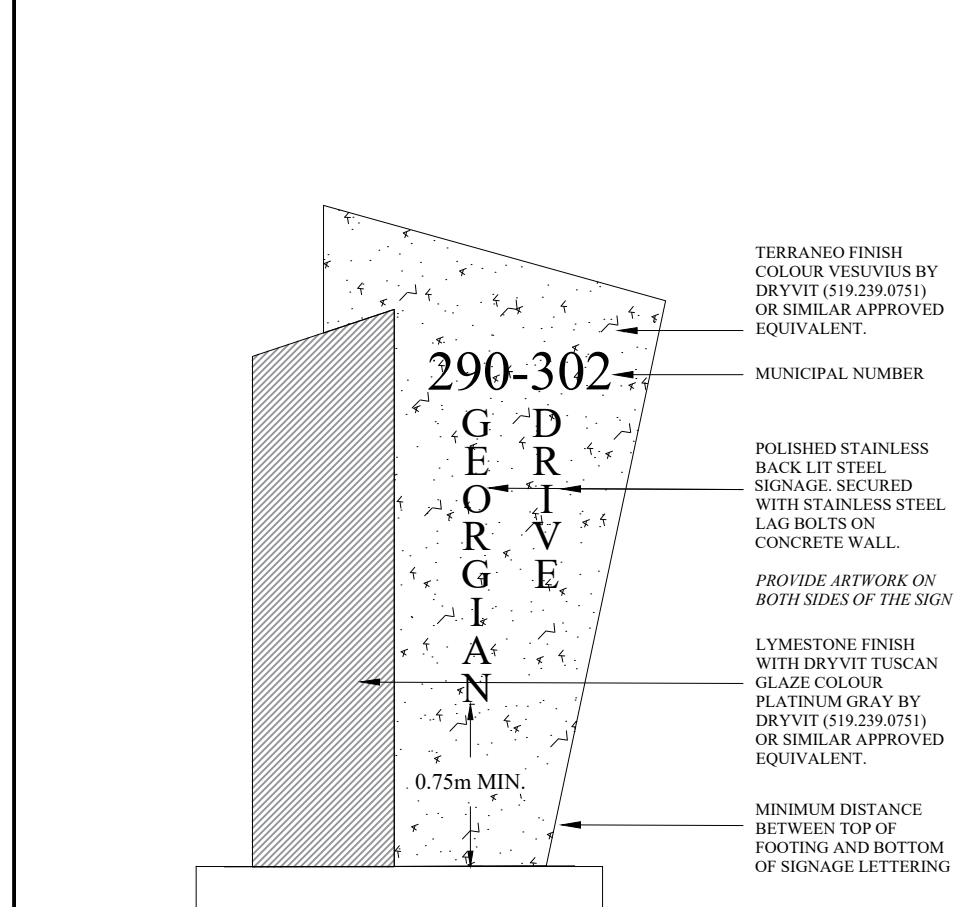 TERRANEO FINISH
COLOUR VESUVIUS BY
DRYVIT (519.239.0751)
OR SIMILAR APPROVED
EQUIVALENT.
290-302
MUNICIPAL NUMBER
GEORGIAN
DRIVE
POLISHED STAINLESS
BACK LIT STEEL
SIGNAGE. SECURED
WITH STAINLESS STEEL
LAG BOLTS ON
CONCRETE WALL.
PROVIDE ARTWORK ON
BOTH SIDES OF THE SIGN
LYMESTONE FINISH
WITH DRYVIT TUSCAN
GLAZE COLOUR
PLATINUM GRAY BY
DRYVIT (519.239.0751)
OR SIMILAR APPROVED
EQUIVALENT.
0.75m MIN.
MINIMUM DISTANCE
BETWEEN TOP OF
FOOTING AND BOTTOM
OF SIGNAGE LETTERING